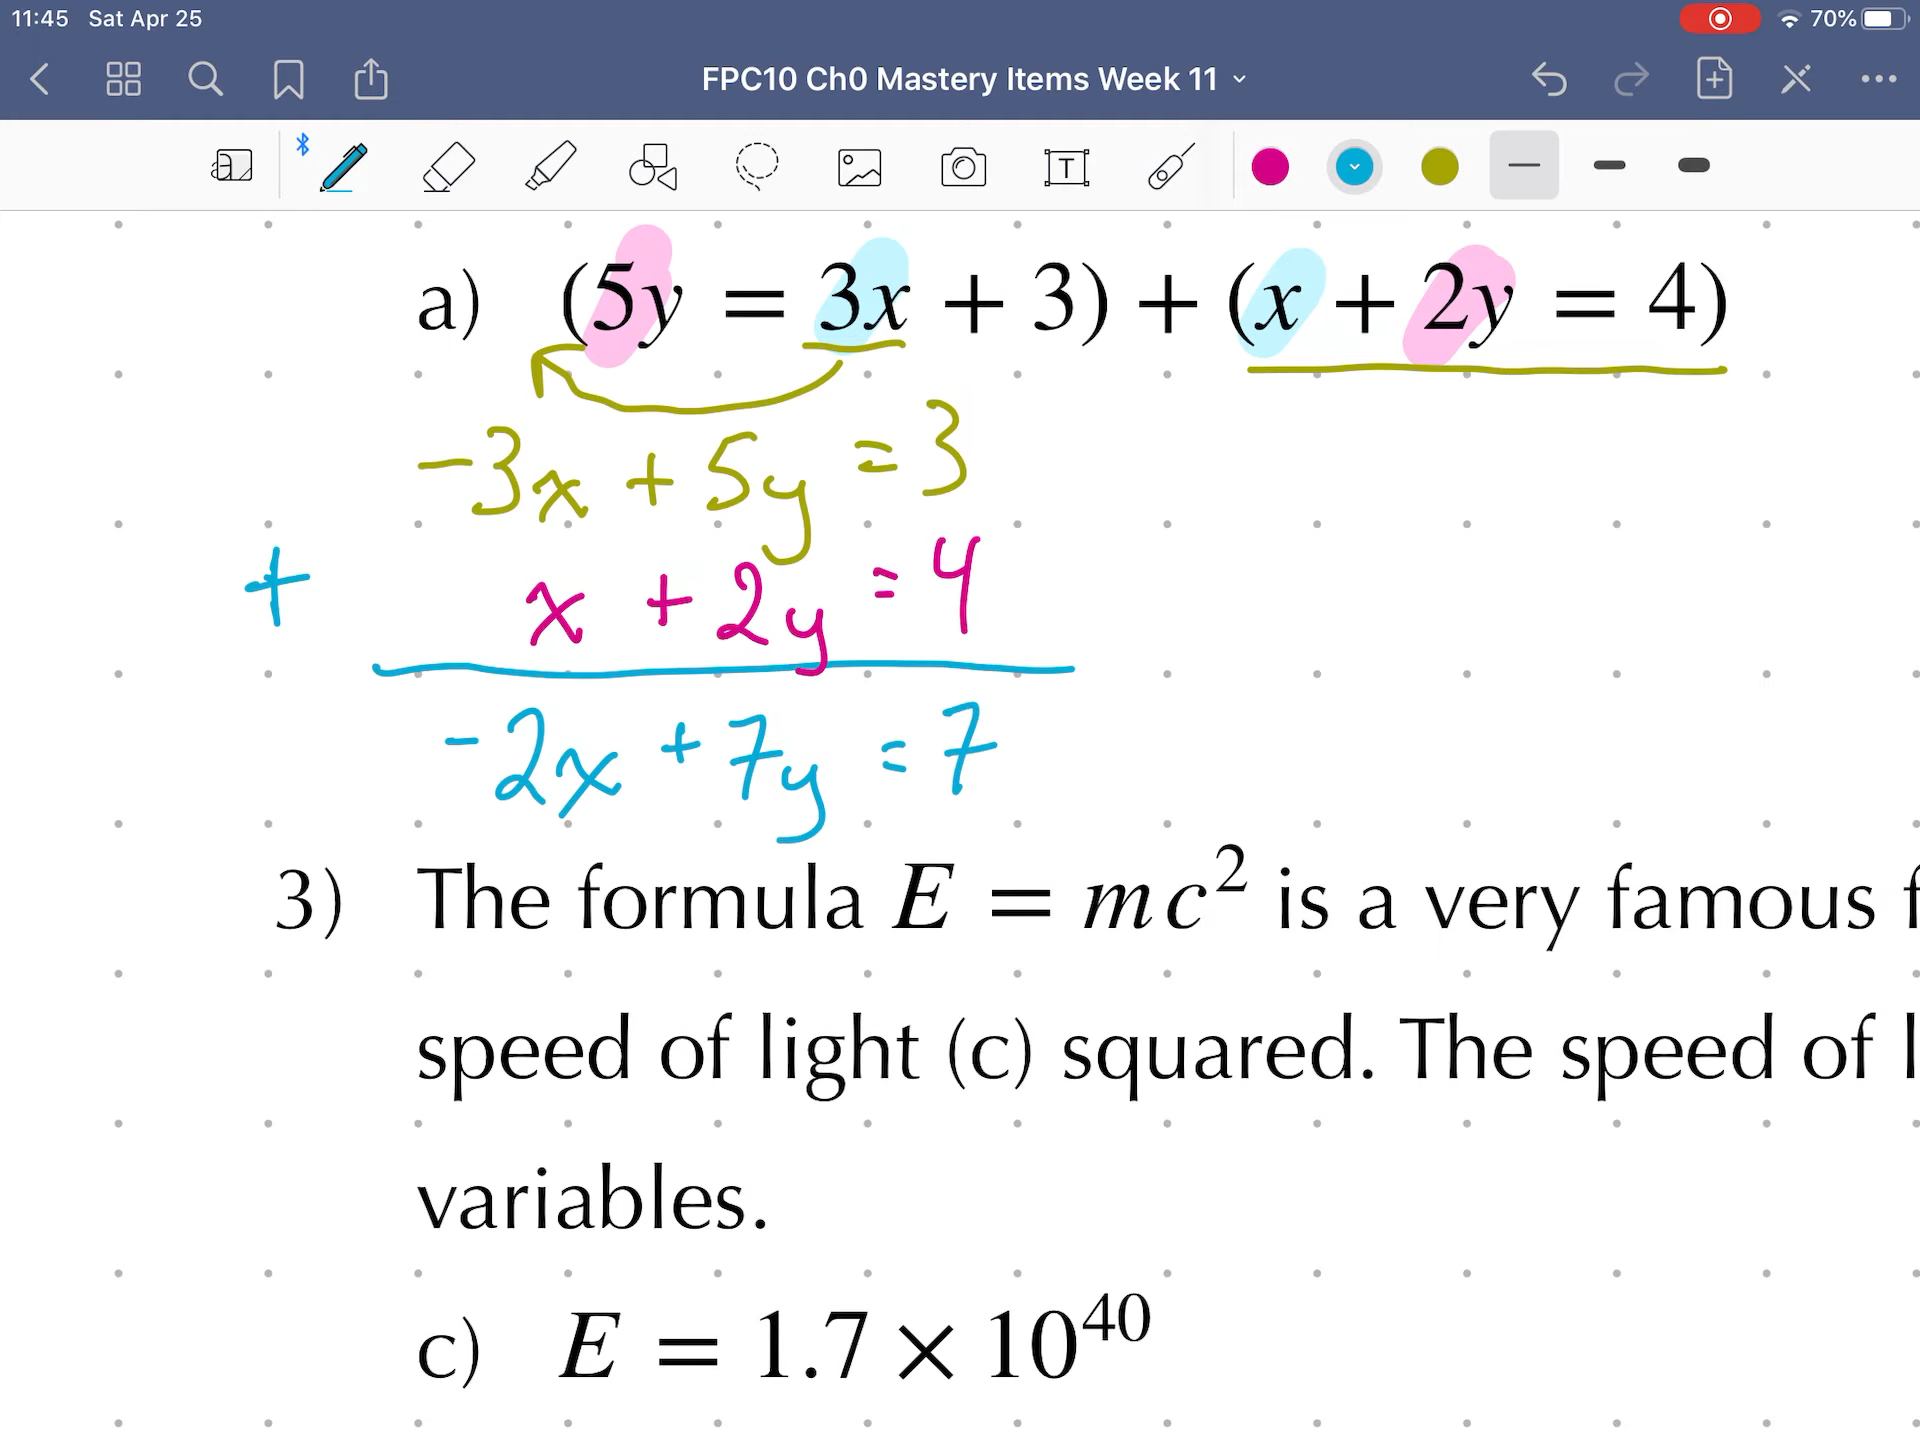 11:45 Sat Apr 25 70%
FPC10 Ch0 Mastery Items Week 11
a) (5y = 3x + 3) + (x + 2y = 4)
-3x + 5y = 3
+ x + 2y = 4
-2x + 7y = 7
3) The formula E = mc² is a very famous f
speed of light (c) squared. The speed of l
variables.
c) E = 1.7 × 10⁴⁰